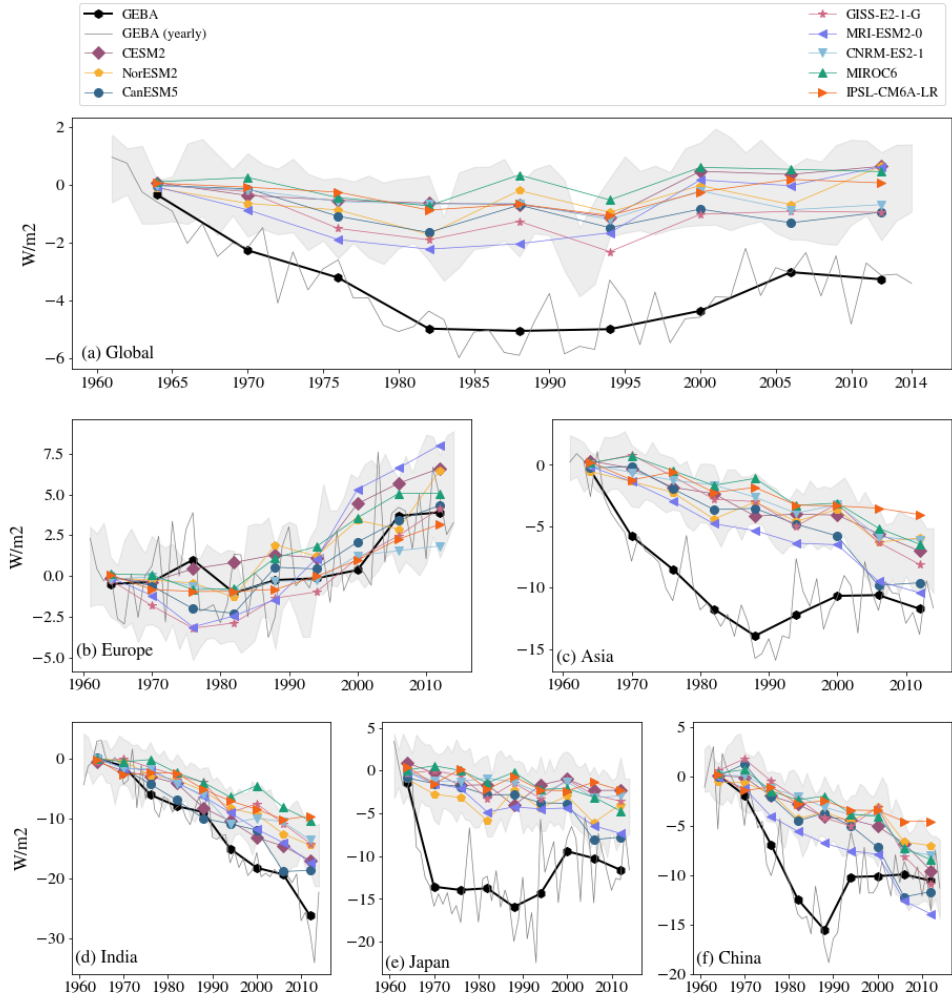 GEBA
GEBA (yearly)
CESM2
NorESM2
CanESM5
GISS-E2-1-G
MRI-ESM2-0
CNRM-ES2-1
MIROC6
IPSL-CM6A-LR
2
0
−2
−4
−6
W/m2
(a) Global
1960 1965 1970 1975 1980 1985 1990 1995 2000 2005 2010 2014
7.5
5.0
2.5
0.0
−2.5
−5.0
W/m2
(b) Europe
1960 1970 1980 1990 2000 2010
0
−5
−10
−15
(c) Asia
1960 1970 1980 1990 2000 2010
0
−10
−20
−30
W/m2
(d) India
1960 1970 1980 1990 2000 2010
5
0
−5
−10
−15
−20
(e) Japan
1960 1970 1980 1990 2000 2010
5
0
−5
−10
−15
−20
(f) China
1960 1970 1980 1990 2000 2010